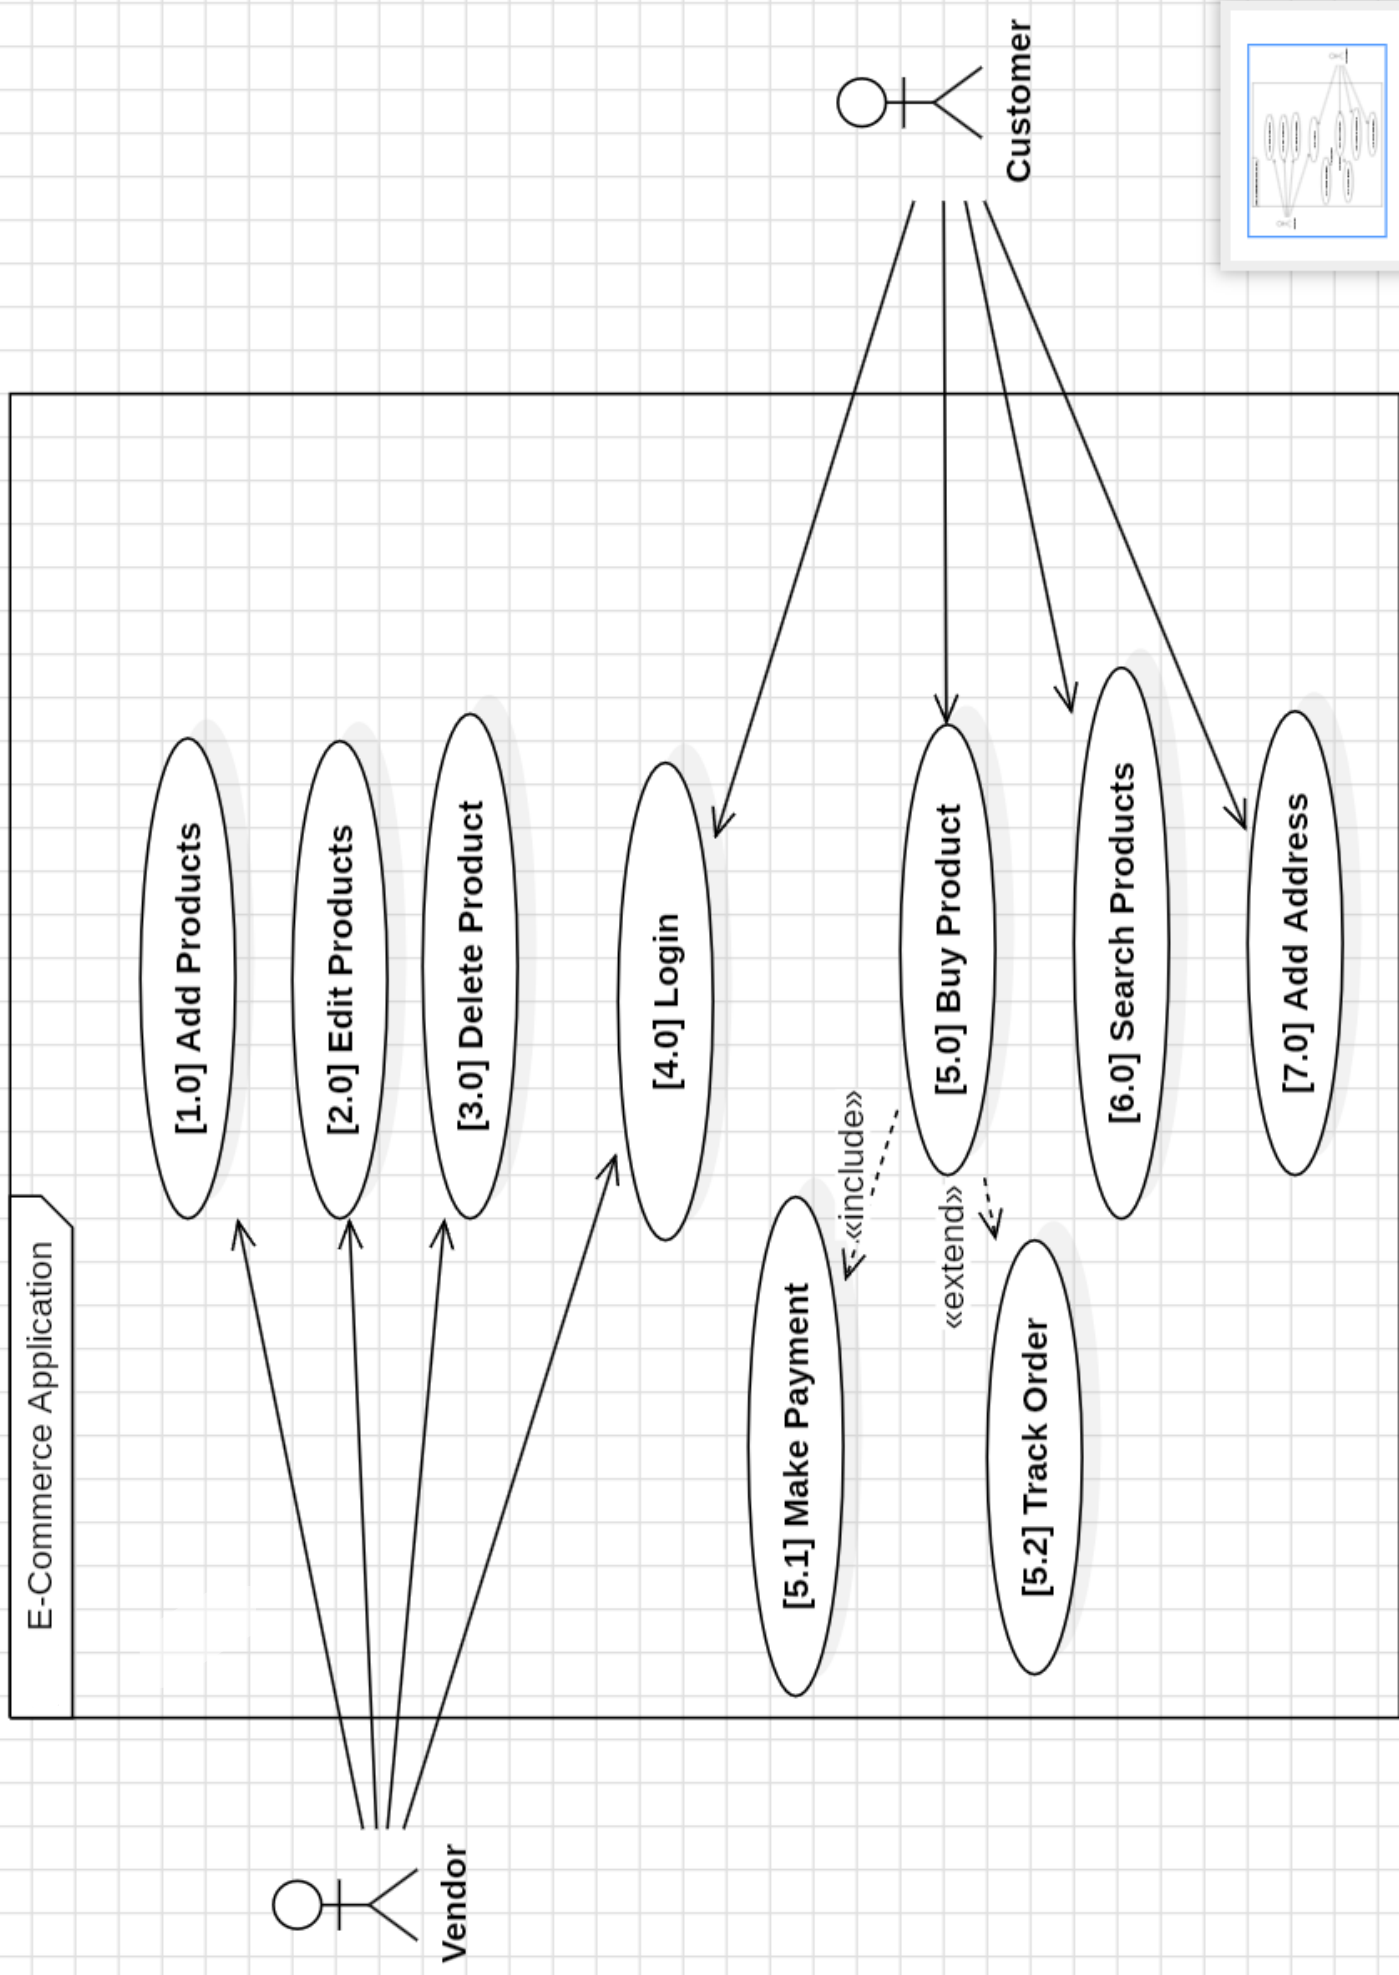 E-Commerce Application
Vendor
Customer
[1.0] Add Products
[2.0] Edit Products
[3.0] Delete Product
[4.0] Login
«include»
[5.0] Buy Product
[5.1] Make Payment
«extend»
[5.2] Track Order
[6.0] Search Products
[7.0] Add Address